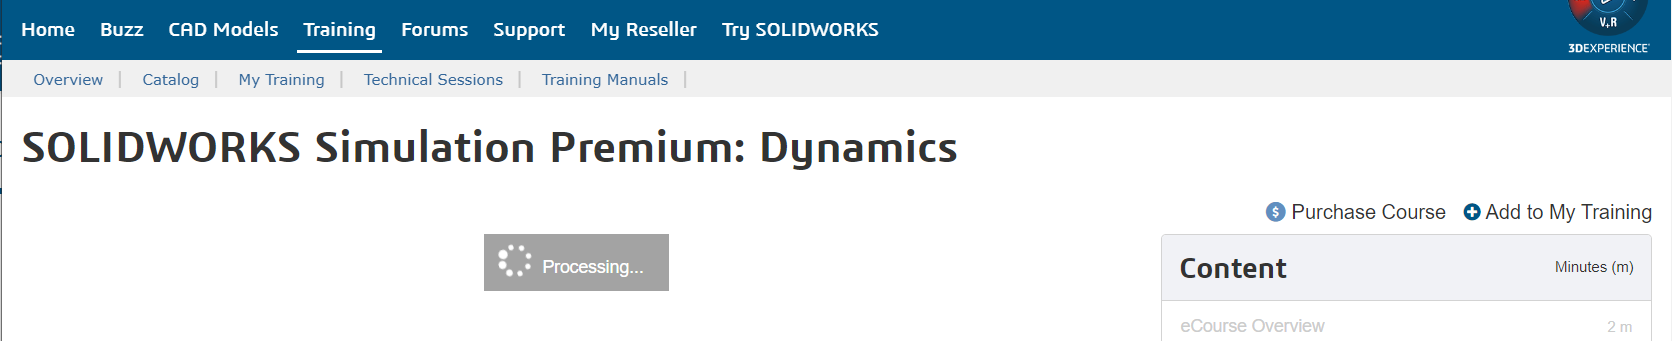 Home Buzz CAD Models Training Forums Support My Reseller Try SOLIDWORKS
V,R
3DEXPERIENCE
Overview | Catalog | My Training | Technical Sessions | Training Manuals |
SOLIDWORKS Simulation Premium: Dynamics
$ Purchase Course Add to My Training
Processing...
Content Minutes (m)
eCourse Overview 2 m